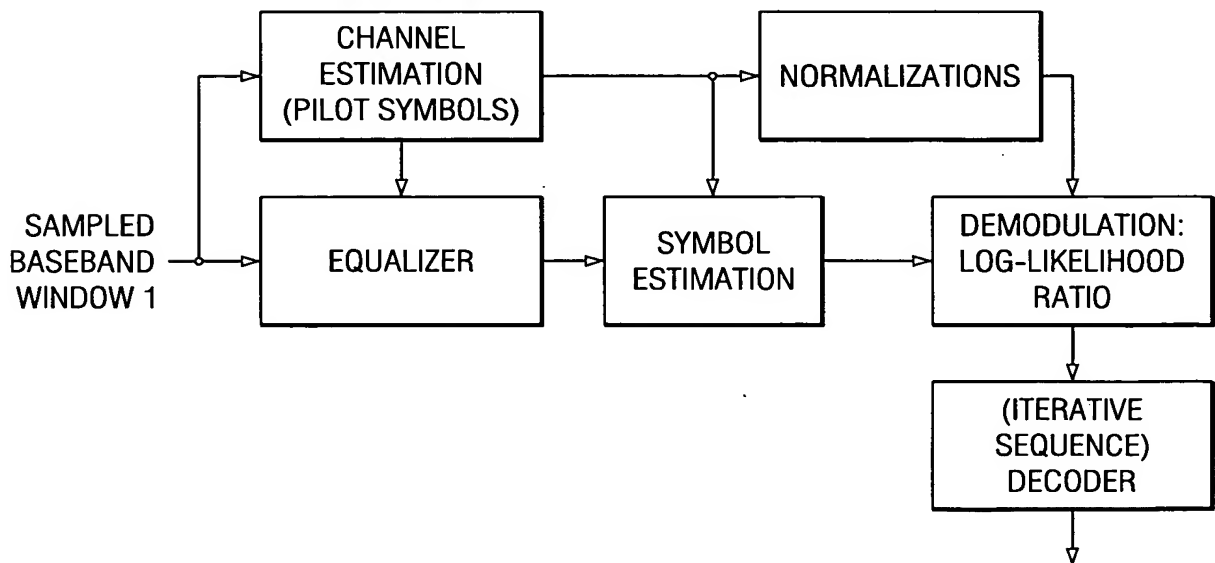 CHANNEL
ESTIMATION
(PILOT SYMBOLS)
NORMALIZATIONS
SAMPLED
BASEBAND
WINDOW 1
EQUALIZER
SYMBOL
ESTIMATION
DEMODULATION:
LOG-LIKELIHOOD
RATIO
(ITERATIVE
SEQUENCE)
DECODER